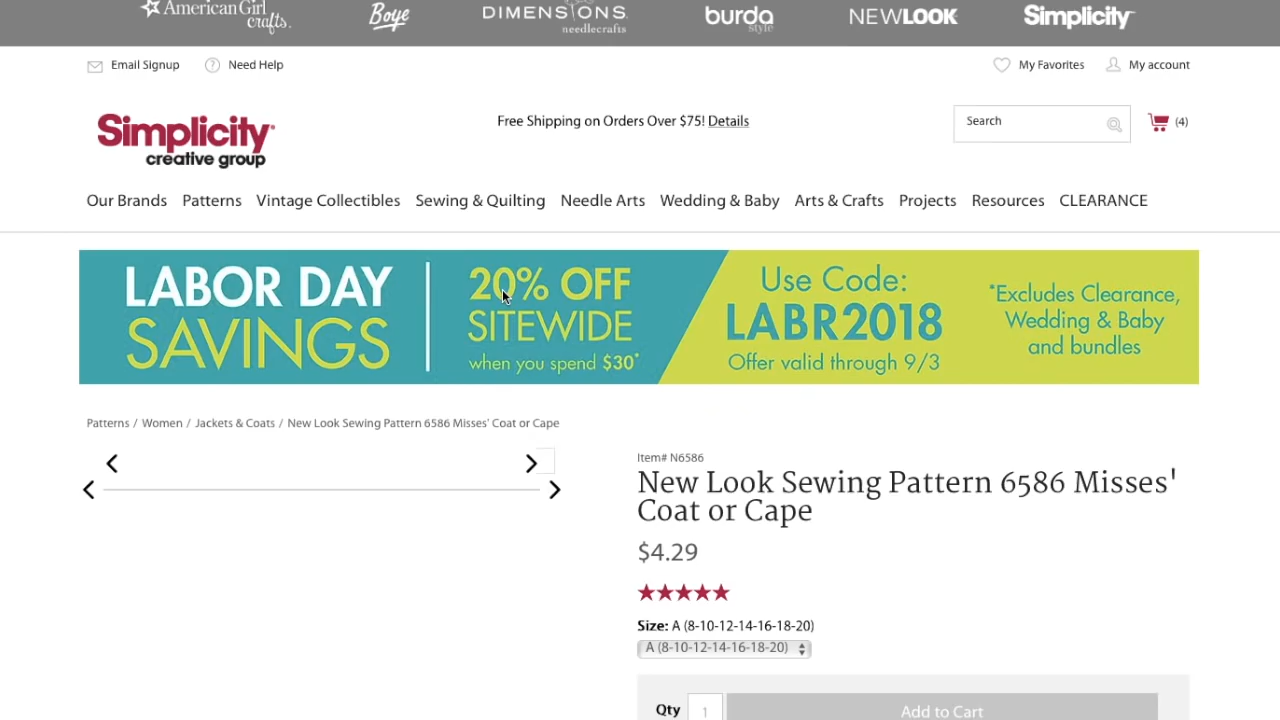 American Girl crafts Boye DIMENSIONS needlecrafts burda style NEWLOOK Simplicity
Email Signup Need Help My Favorites My account
Simplicity creative group
Free Shipping on Orders Over $75! Details
Search
(4)
Our Brands Patterns Vintage Collectibles Sewing & Quilting Needle Arts Wedding & Baby Arts & Crafts Projects Resources CLEARANCE
LABOR DAY
SAVINGS
20% OFF
SITEWIDE
when you spend $30*
Use Code:
LABR2018
Offer valid through 9/3
*Excludes Clearance,
Wedding & Baby
and bundles
Patterns / Women / Jackets & Coats / New Look Sewing Pattern 6586 Misses' Coat or Cape
Item# N6586
New Look Sewing Pattern 6586 Misses'
Coat or Cape
$4.29
Size: A (8-10-12-14-16-18-20)
A (8-10-12-14-16-18-20)
Qty 1 Add to Cart